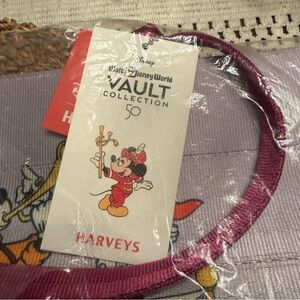 Disney
Walt Disney World
VAULT
COLLECTION
50
HARVEYS
H